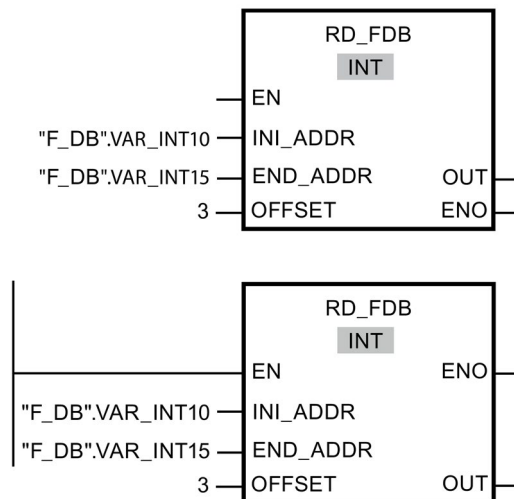 RD_FDB
INT
EN
"F_DB".VAR_INT10 INI_ADDR
"F_DB".VAR_INT15 END_ADDR OUT
3 OFFSET ENO
RD_FDB
INT
EN ENO
"F_DB".VAR_INT10 INI_ADDR
"F_DB".VAR_INT15 END_ADDR
3 OFFSET OUT